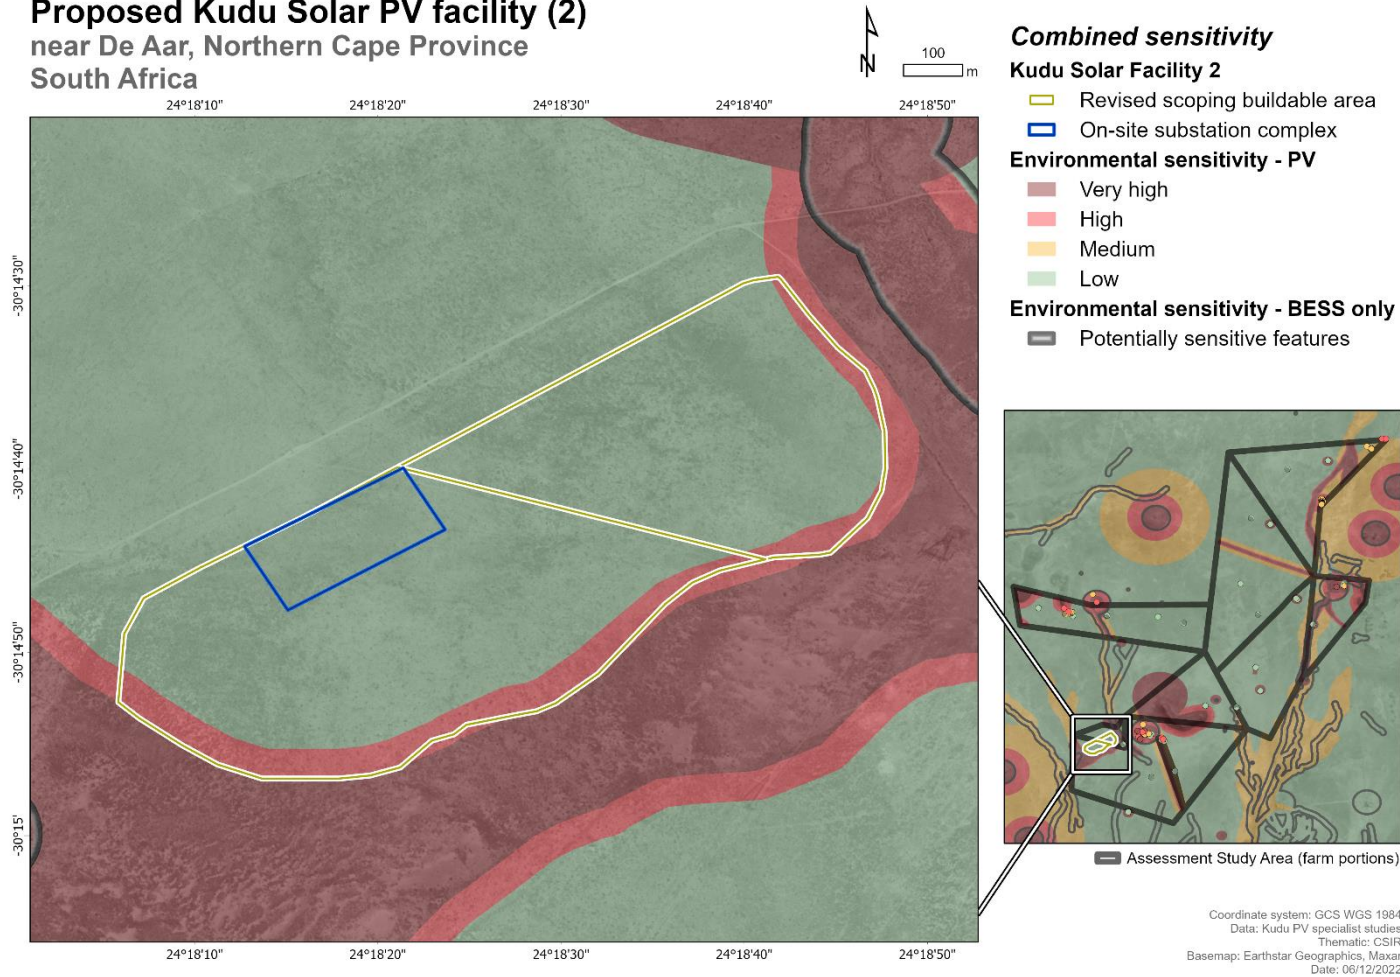 Proposed Kudu Solar PV facility (2)
near De Aar, Northern Cape Province
South Africa
N
100
m
Combined sensitivity
Kudu Solar Facility 2
Revised scoping buildable area
On-site substation complex
Environmental sensitivity - PV
Very high
High
Medium
Low
Environmental sensitivity - BESS only
Potentially sensitive features
24°18'10"
24°18'20"
24°18'30"
24°18'40"
24°18'50"
-30°14'30"
-30°14'40"
-30°14'50"
-30°15'
24°18'10"
24°18'20"
24°18'30"
24°18'40"
24°18'50"
Assessment Study Area (farm portions)
Coordinate system: GCS WGS 1984
Data: Kudu PV specialist studies
Thematic: CSIR
Basemap: Earthstar Geographics, Maxa
Date: 06/12/2022